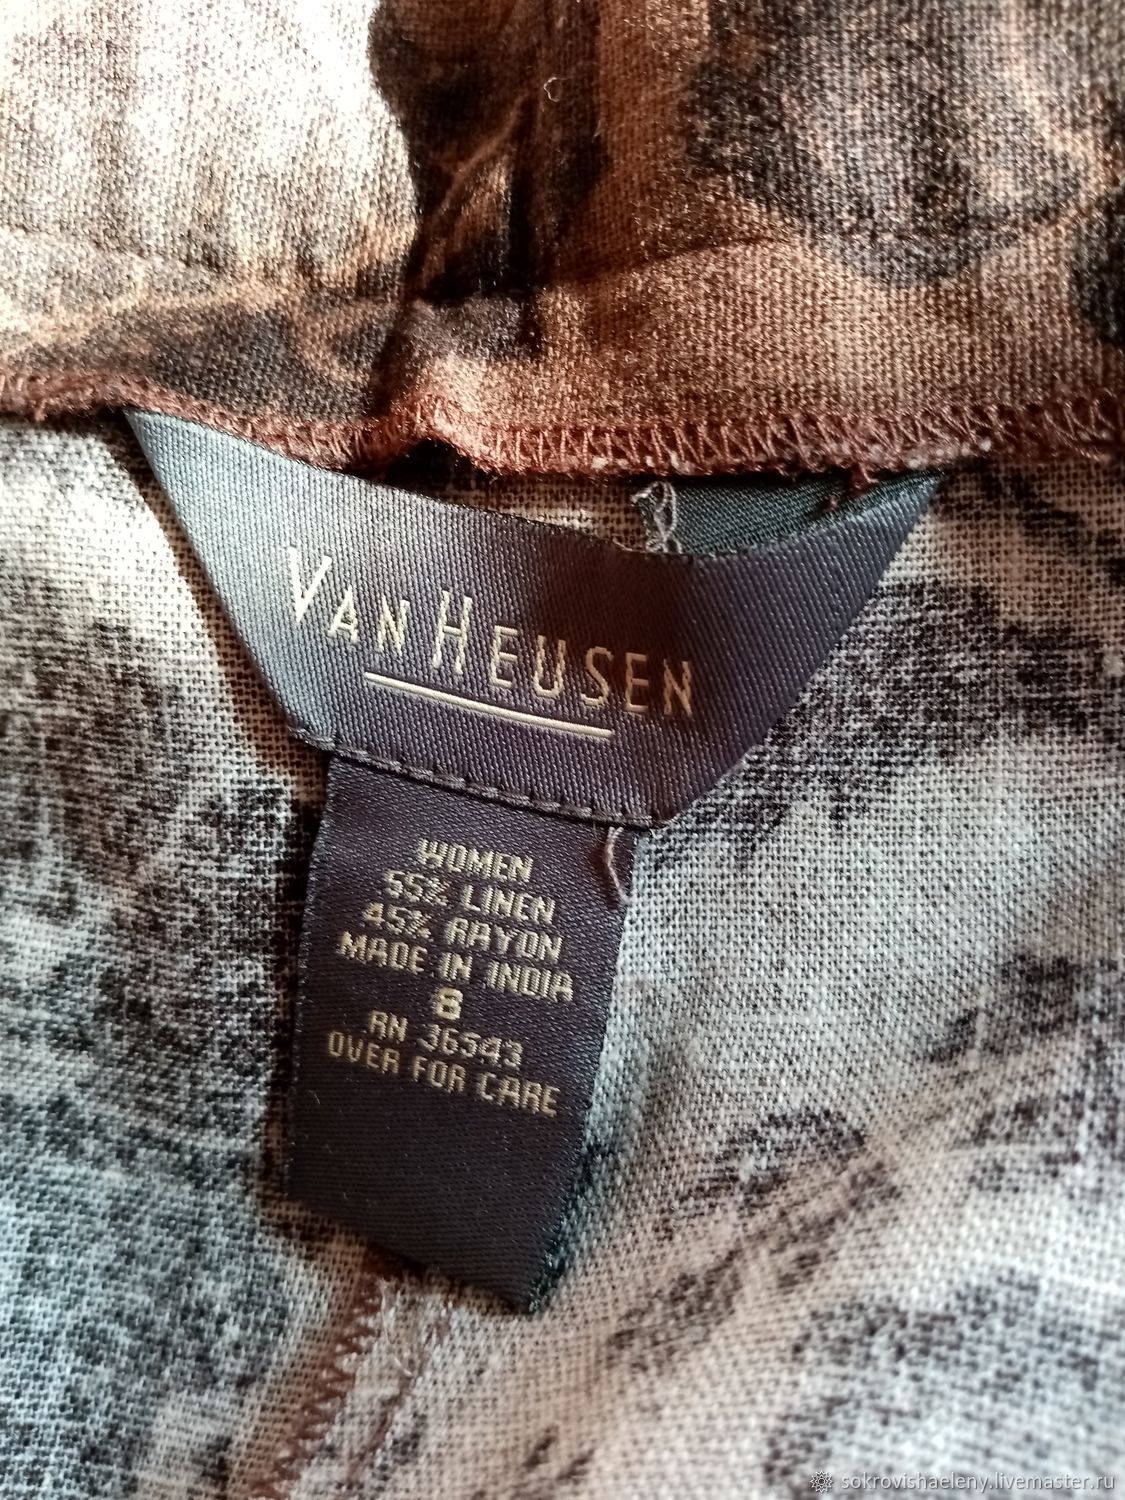 VAN HEUSEN
WOMEN
55% LINEN
45% RAYON
MADE IN INDIA
8
RN 36543
OVER FOR CARE
sokrovishaeleny.livemaster.ru